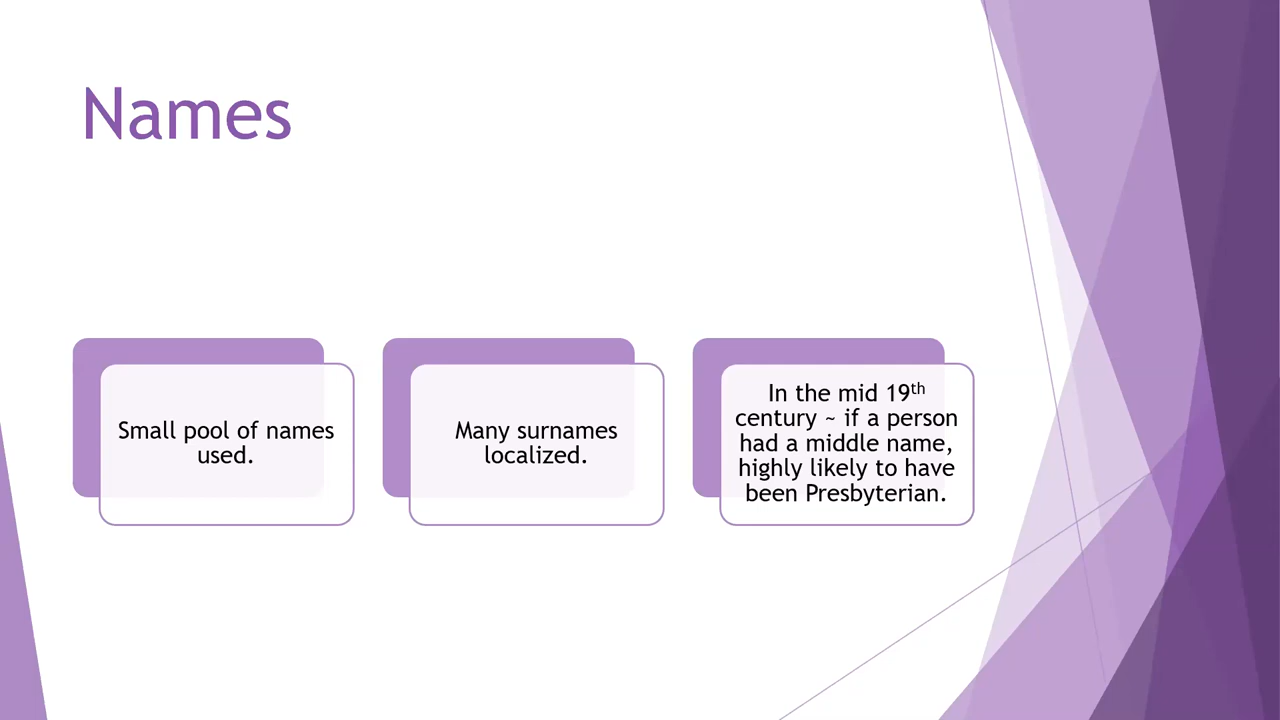 Names
Small pool of names
used.
Many surnames
localized.
In the mid 19th
century ~ if a person
had a middle name,
highly likely to have
been Presbyterian.